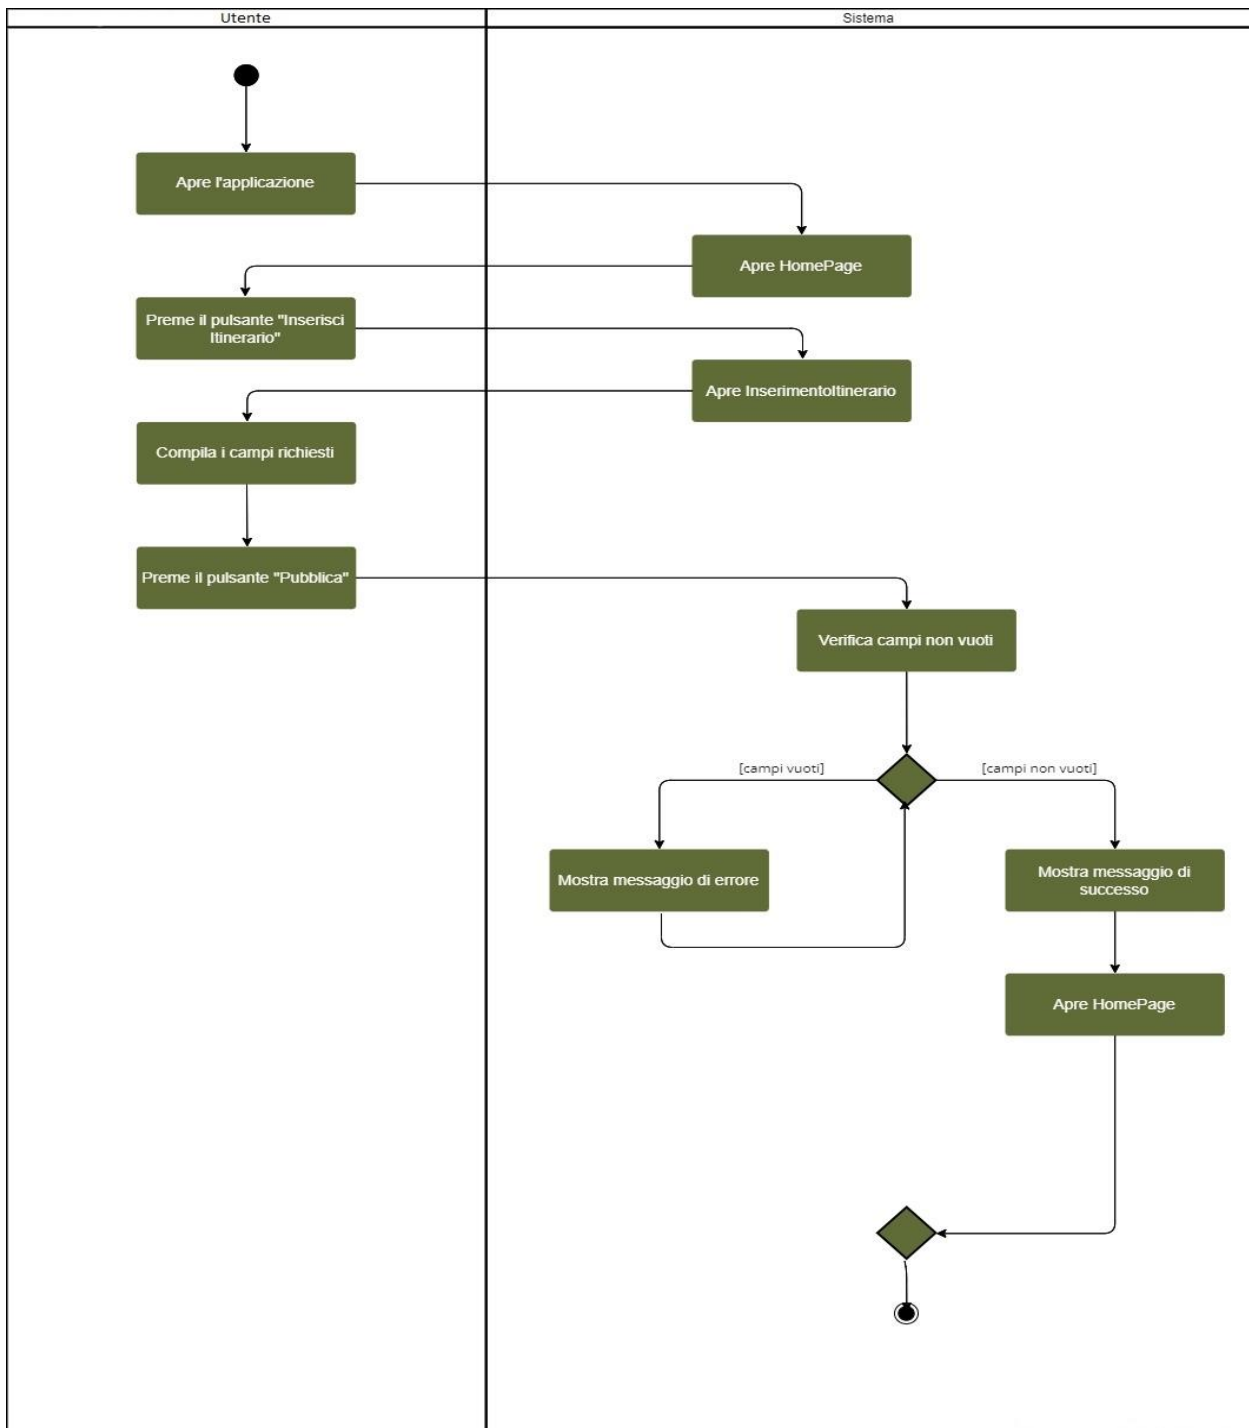 Utente
Sistema
Apre l'applicazione
Apre HomePage
Preme il pulsante "Inserisci
Itinerario"
Apre InserimentoItinerario
Compila i campi richiesti
Preme il pulsante "Pubblica"
Verifica campi non vuoti
[campi vuoti]
[campi non vuoti]
Mostra messaggio di errore
Mostra messaggio di
successo
Apre HomePage